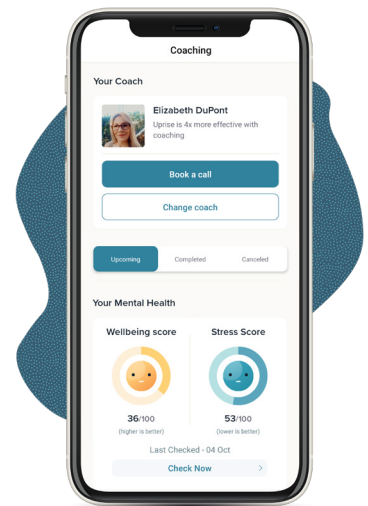 Coaching
Your Coach
Elizabeth DuPont
Uprise is 4x more effective with
coaching
Book a call
Change coach
Upcoming Completed Canceled
Your Mental Health
Wellbeing score Stress Score
36/100 53/100
(higher is better) (lower is better)
Last Checked - 04 Oct
Check Now